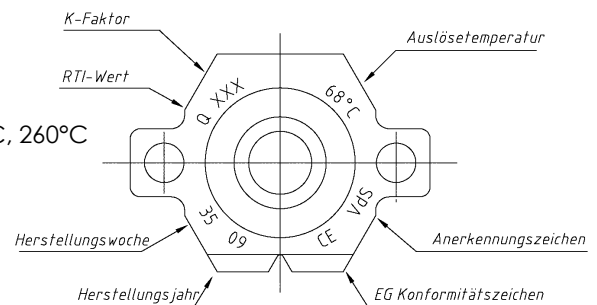 K-Faktor
Auslösetemperatur
RTI-Wert
Q XXX
68°C
C, 260°C
35
09
CE
VdS
Herstellungswoche
Anerkennungszeichen
Herstellungsjahr
EG Konformitätszeichen